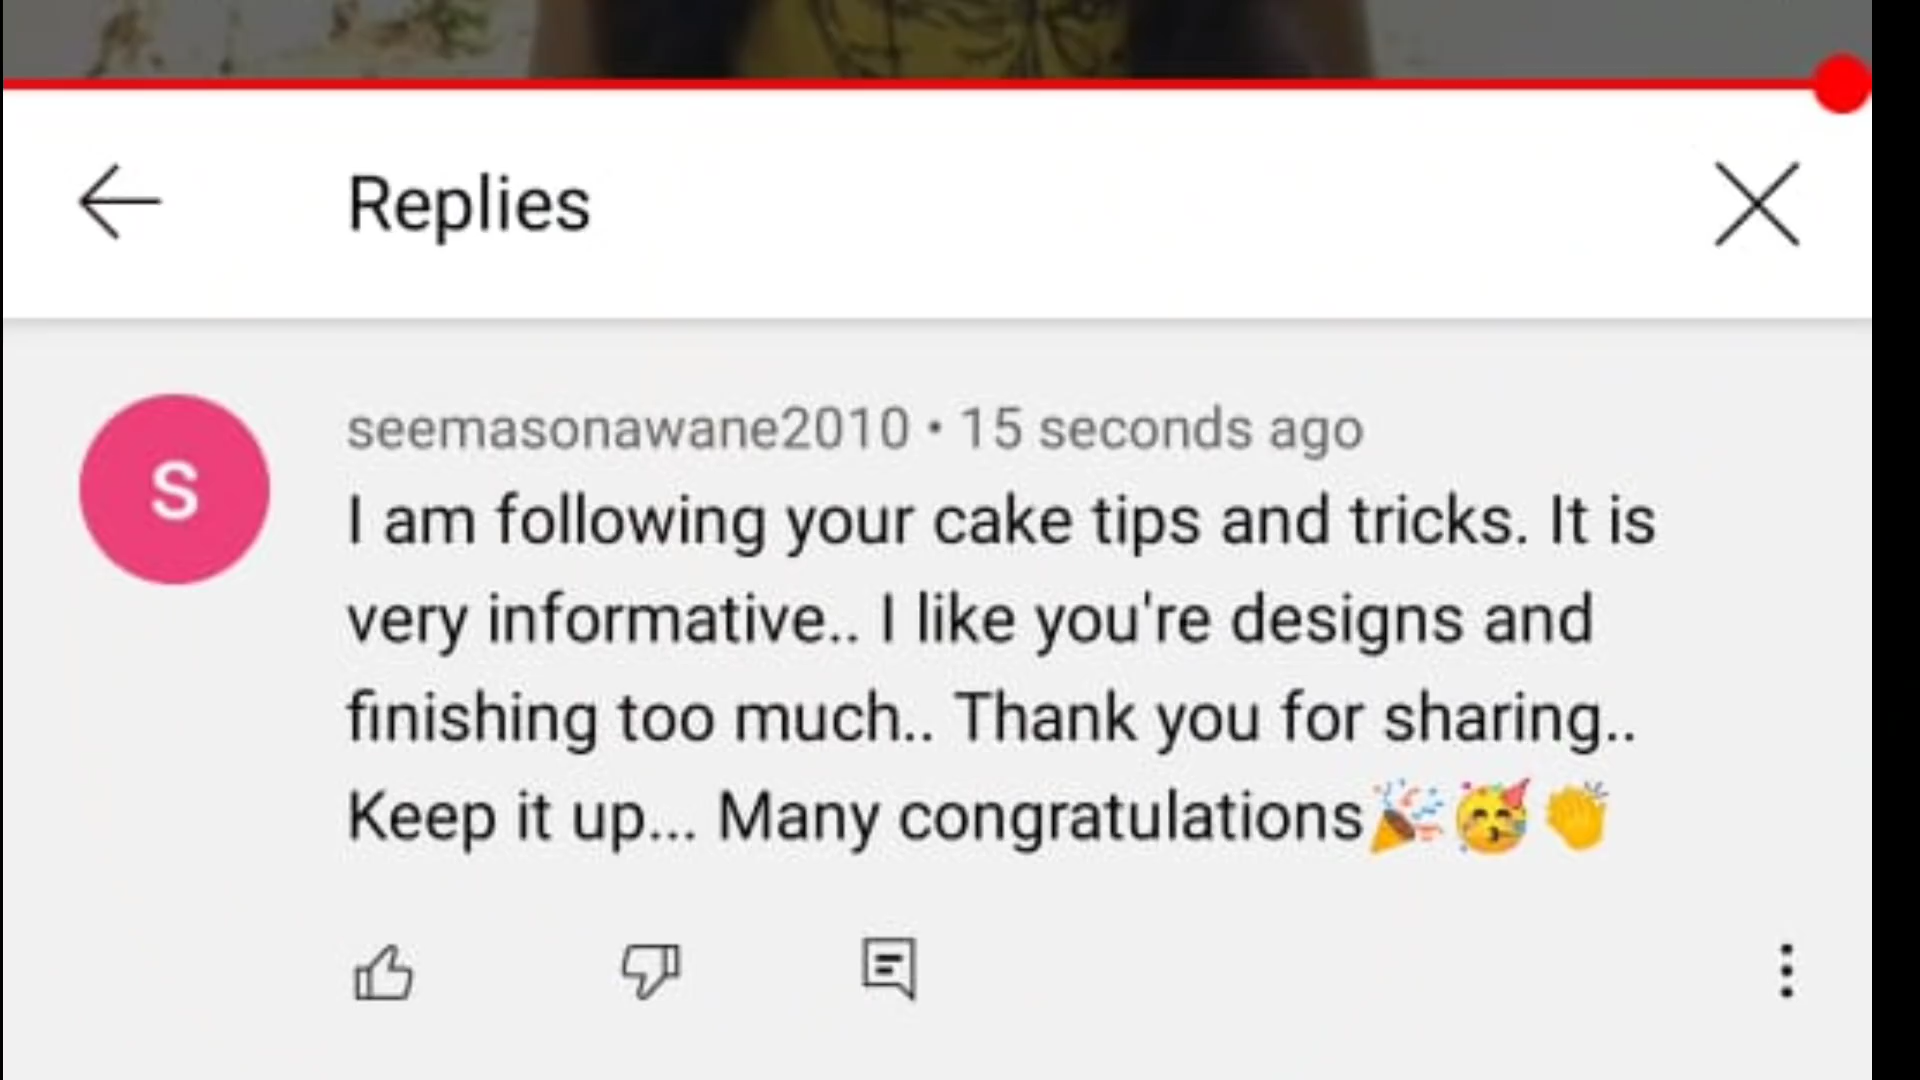 Replies
S
seemasonawane2010 • 15 seconds ago
I am following your cake tips and tricks. It is
very informative.. I like you're designs and
finishing too much.. Thank you for sharing..
Keep it up... Many congratulations🎉🥳👏